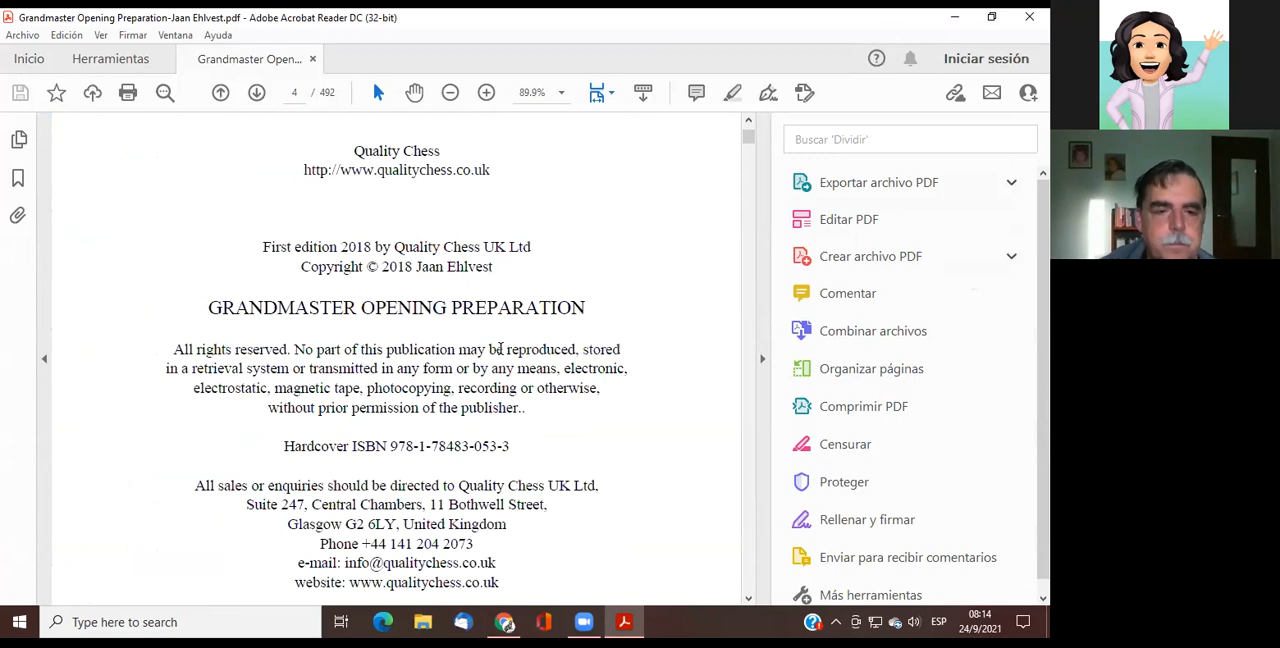 Grandmaster Opening Preparation-Jaan Ehlvest.pdf - Adobe Acrobat Reader DC (32-bit)
Archivo Edición Ver Firmar Ventana Ayuda
Inicio Herramientas Grandmaster Open... × Iniciar sesión
4 / 492 89.9%
Quality Chess
http://www.qualitychess.co.uk
First edition 2018 by Quality Chess UK Ltd
Copyright © 2018 Jaan Ehlvest
GRANDMASTER OPENING PREPARATION
All rights reserved. No part of this publication may be reproduced, stored
in a retrieval system or transmitted in any form or by any means, electronic,
electrostatic, magnetic tape, photocopying, recording or otherwise,
without prior permission of the publisher..
Hardcover ISBN 978-1-78483-053-3
All sales or enquiries should be directed to Quality Chess UK Ltd,
Suite 247, Central Chambers, 11 Bothwell Street,
Glasgow G2 6LY, United Kingdom
Phone +44 141 204 2073
e-mail: info@qualitychess.co.uk
website: www.qualitychess.co.uk
Buscar 'Dividir'
Exportar archivo PDF
Editar PDF
Crear archivo PDF
Comentar
Combinar archivos
Organizar páginas
Comprimir PDF
Censurar
Proteger
Rellenar y firmar
Enviar para recibir comentarios
Más herramientas
Type here to search
ESP
08:14
24/9/2021